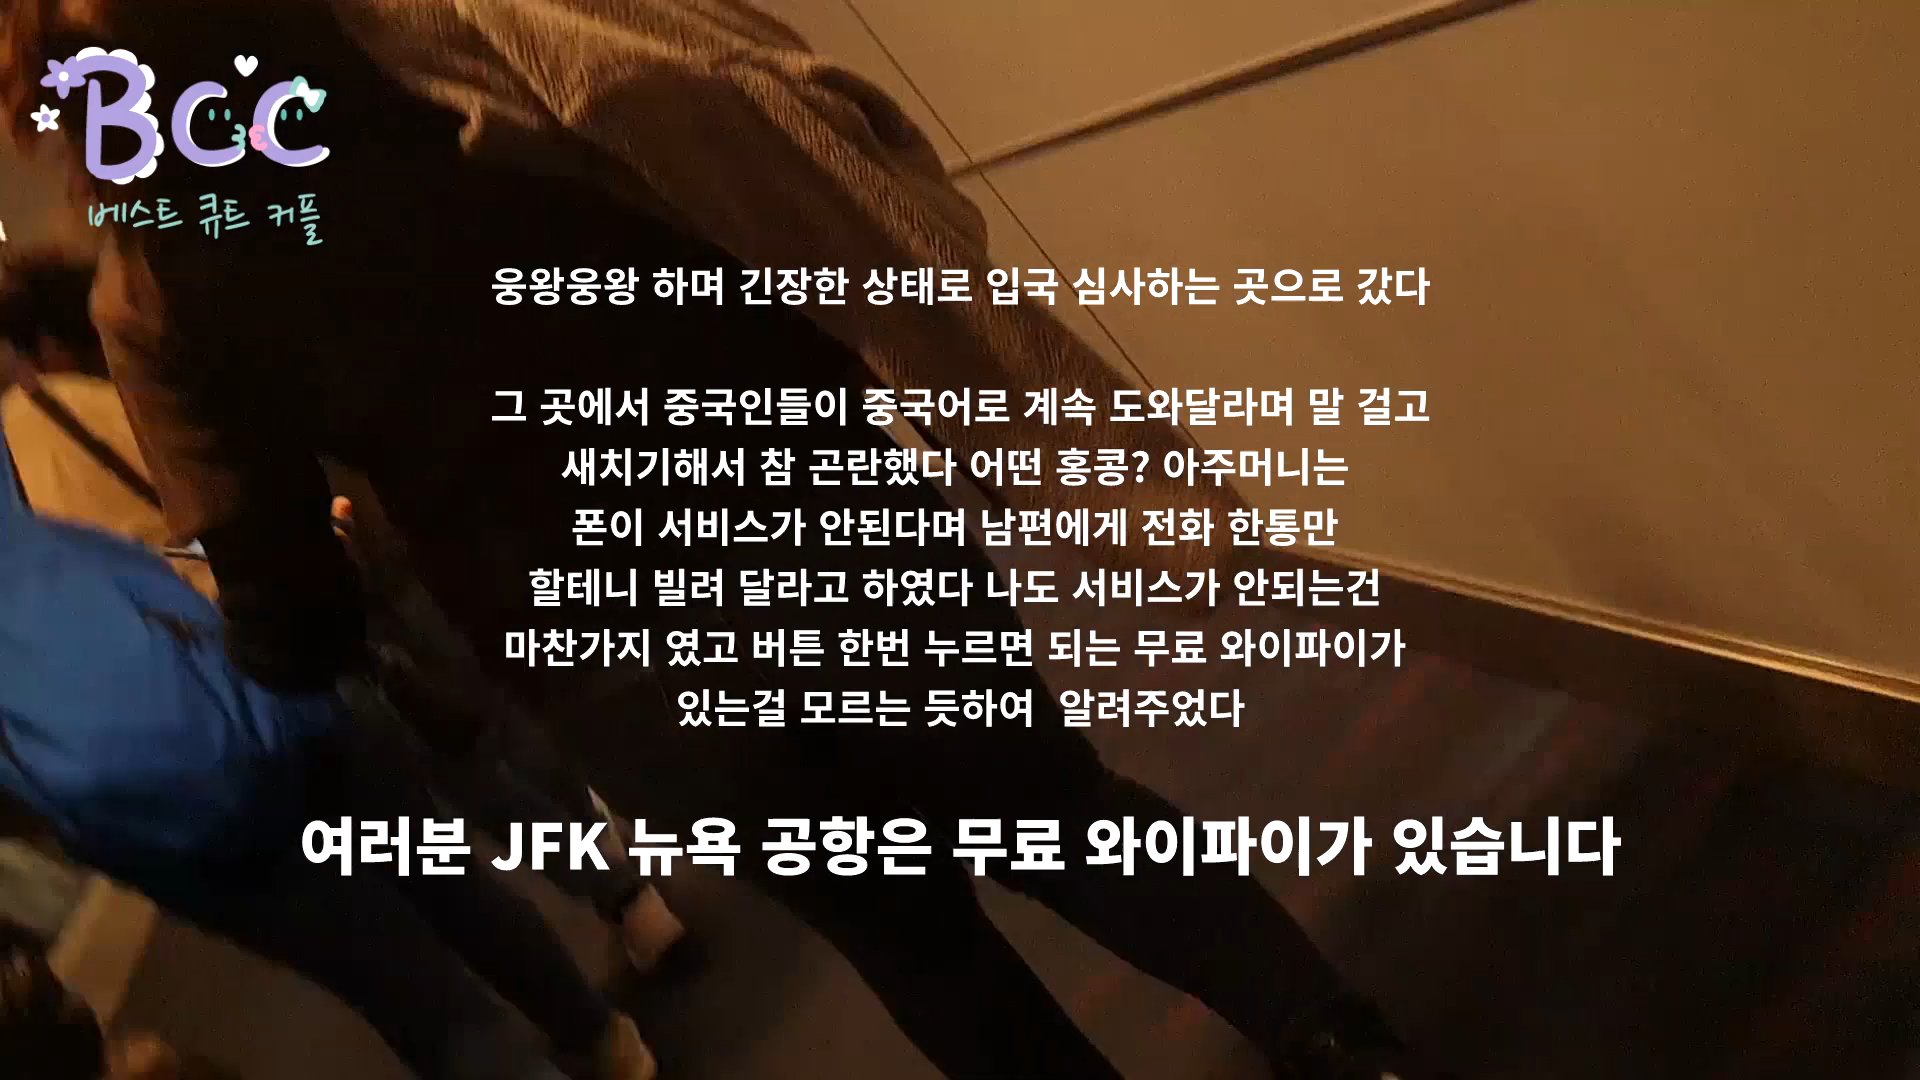 BCC
베스트 큐트 커플
웅왕웅왕 하며 긴장한 상태로 입국 심사하는 곳으로 갔다
그 곳에서 중국인들이 중국어로 계속 도와달라며 말 걸고
새치기해서 참 곤란했다 어떤 홍콩? 아주머니는
폰이 서비스가 안된다며 남편에게 전화 한통만
할테니 빌려 달라고 하였다 나도 서비스가 안되는건
마찬가지 였고 버튼 한번 누르면 되는 무료 와이파이가
있는걸 모르는 듯하여  알려주었다
여러분 JFK 뉴욕 공항은 무료 와이파이가 있습니다